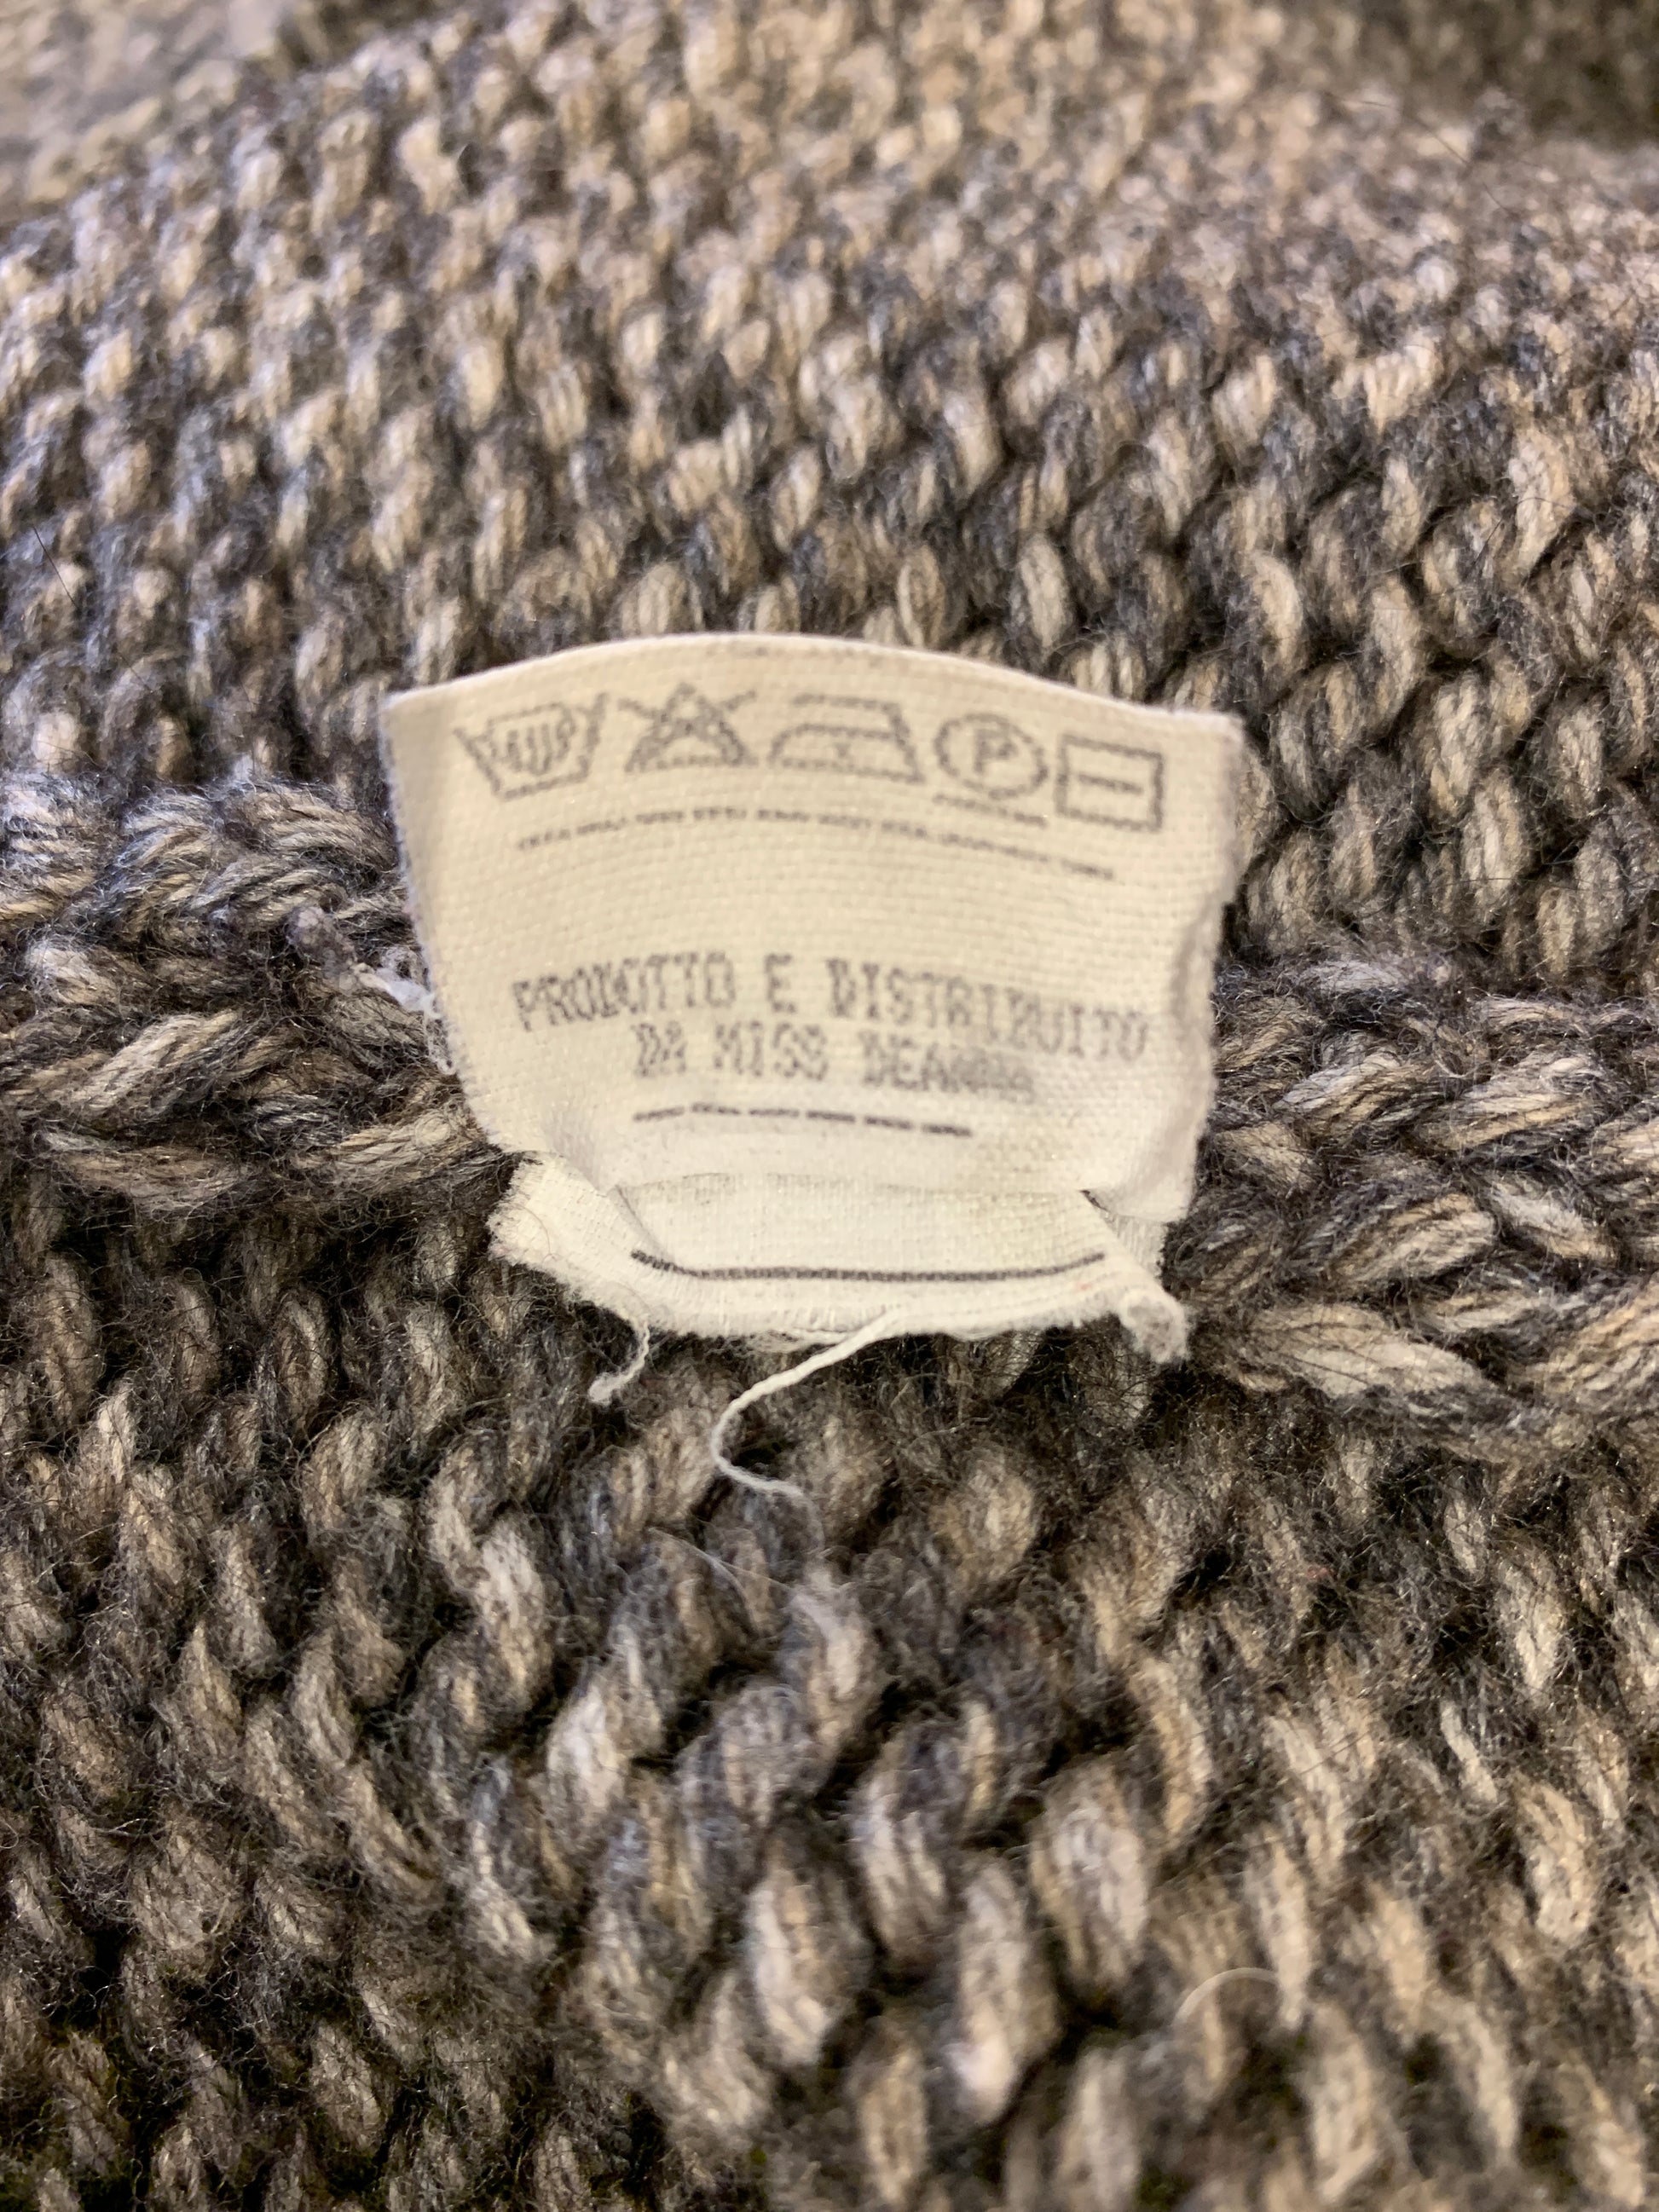 P
PRODOTTO E DISTRIBUITO
DA MISS DEANNA